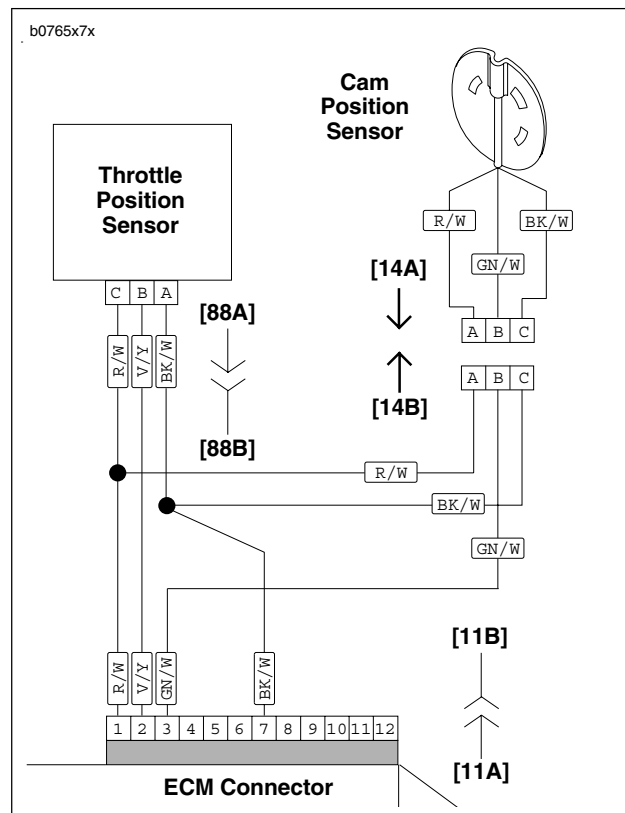 b0765x7x
Cam
Position
Sensor
Throttle
Position
Sensor
R/W
BK/W
GN/W
[14A]
C B A
[88A]
A B C
R/W
V/Y
BK/W
A B C
[14B]
[88B]
R/W
BK/W
GN/W
[11B]
R/W
V/Y
GN/W
BK/W
1 2 3 4 5 6 7 8 9 10 11 12
[11A]
ECM Connector